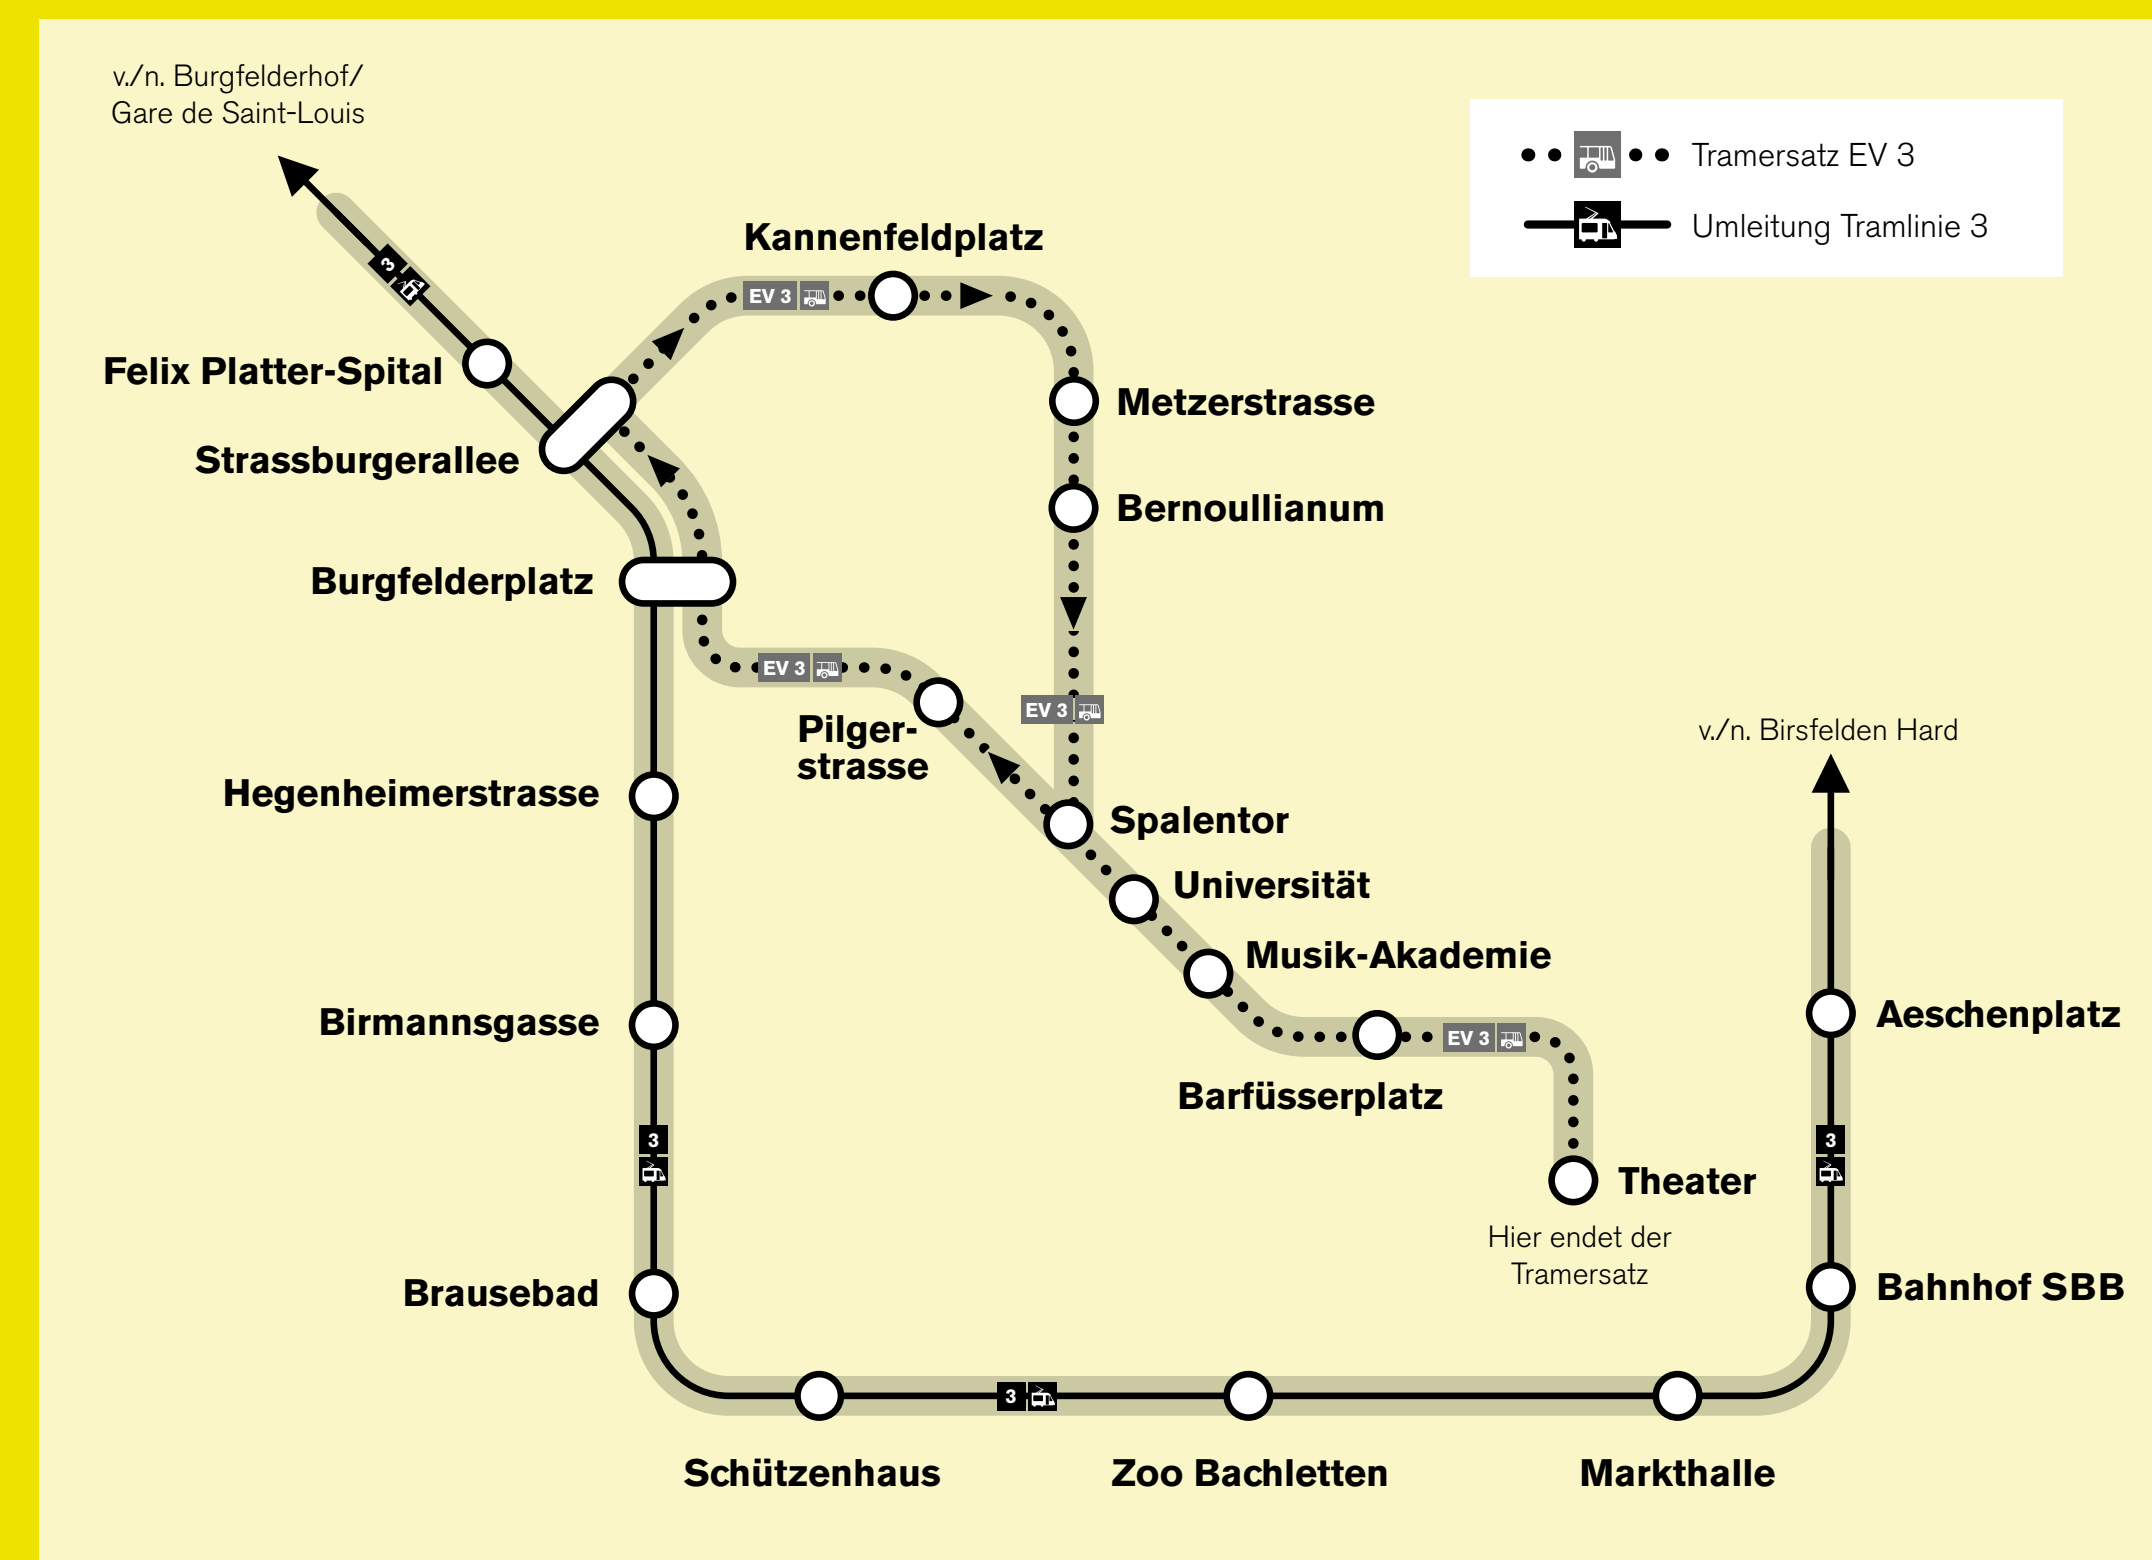 v./n. Burgfelderhof/
Gare de Saint-Louis
Tramersatz EV 3
Umleitung Tramlinie 3
Kannenfeldplatz
3
EV 3
Felix Platter-Spital
Metzerstrasse
Strassburgerallee
Bernoullianum
Burgfelderplatz
EV 3
EV 3
Pilger-
strasse
v./n. Birsfelden Hard
Hegenheimerstrasse
Spalentor
Universität
Musik-Akademie
Birmannsgasse
Aeschenplatz
EV 3
Barfüsserplatz
3
3
Theater
Hier endet der
Tramersatz
Brausebad
Bahnhof SBB
3
Schützenhaus
Zoo Bachletten
Markthalle